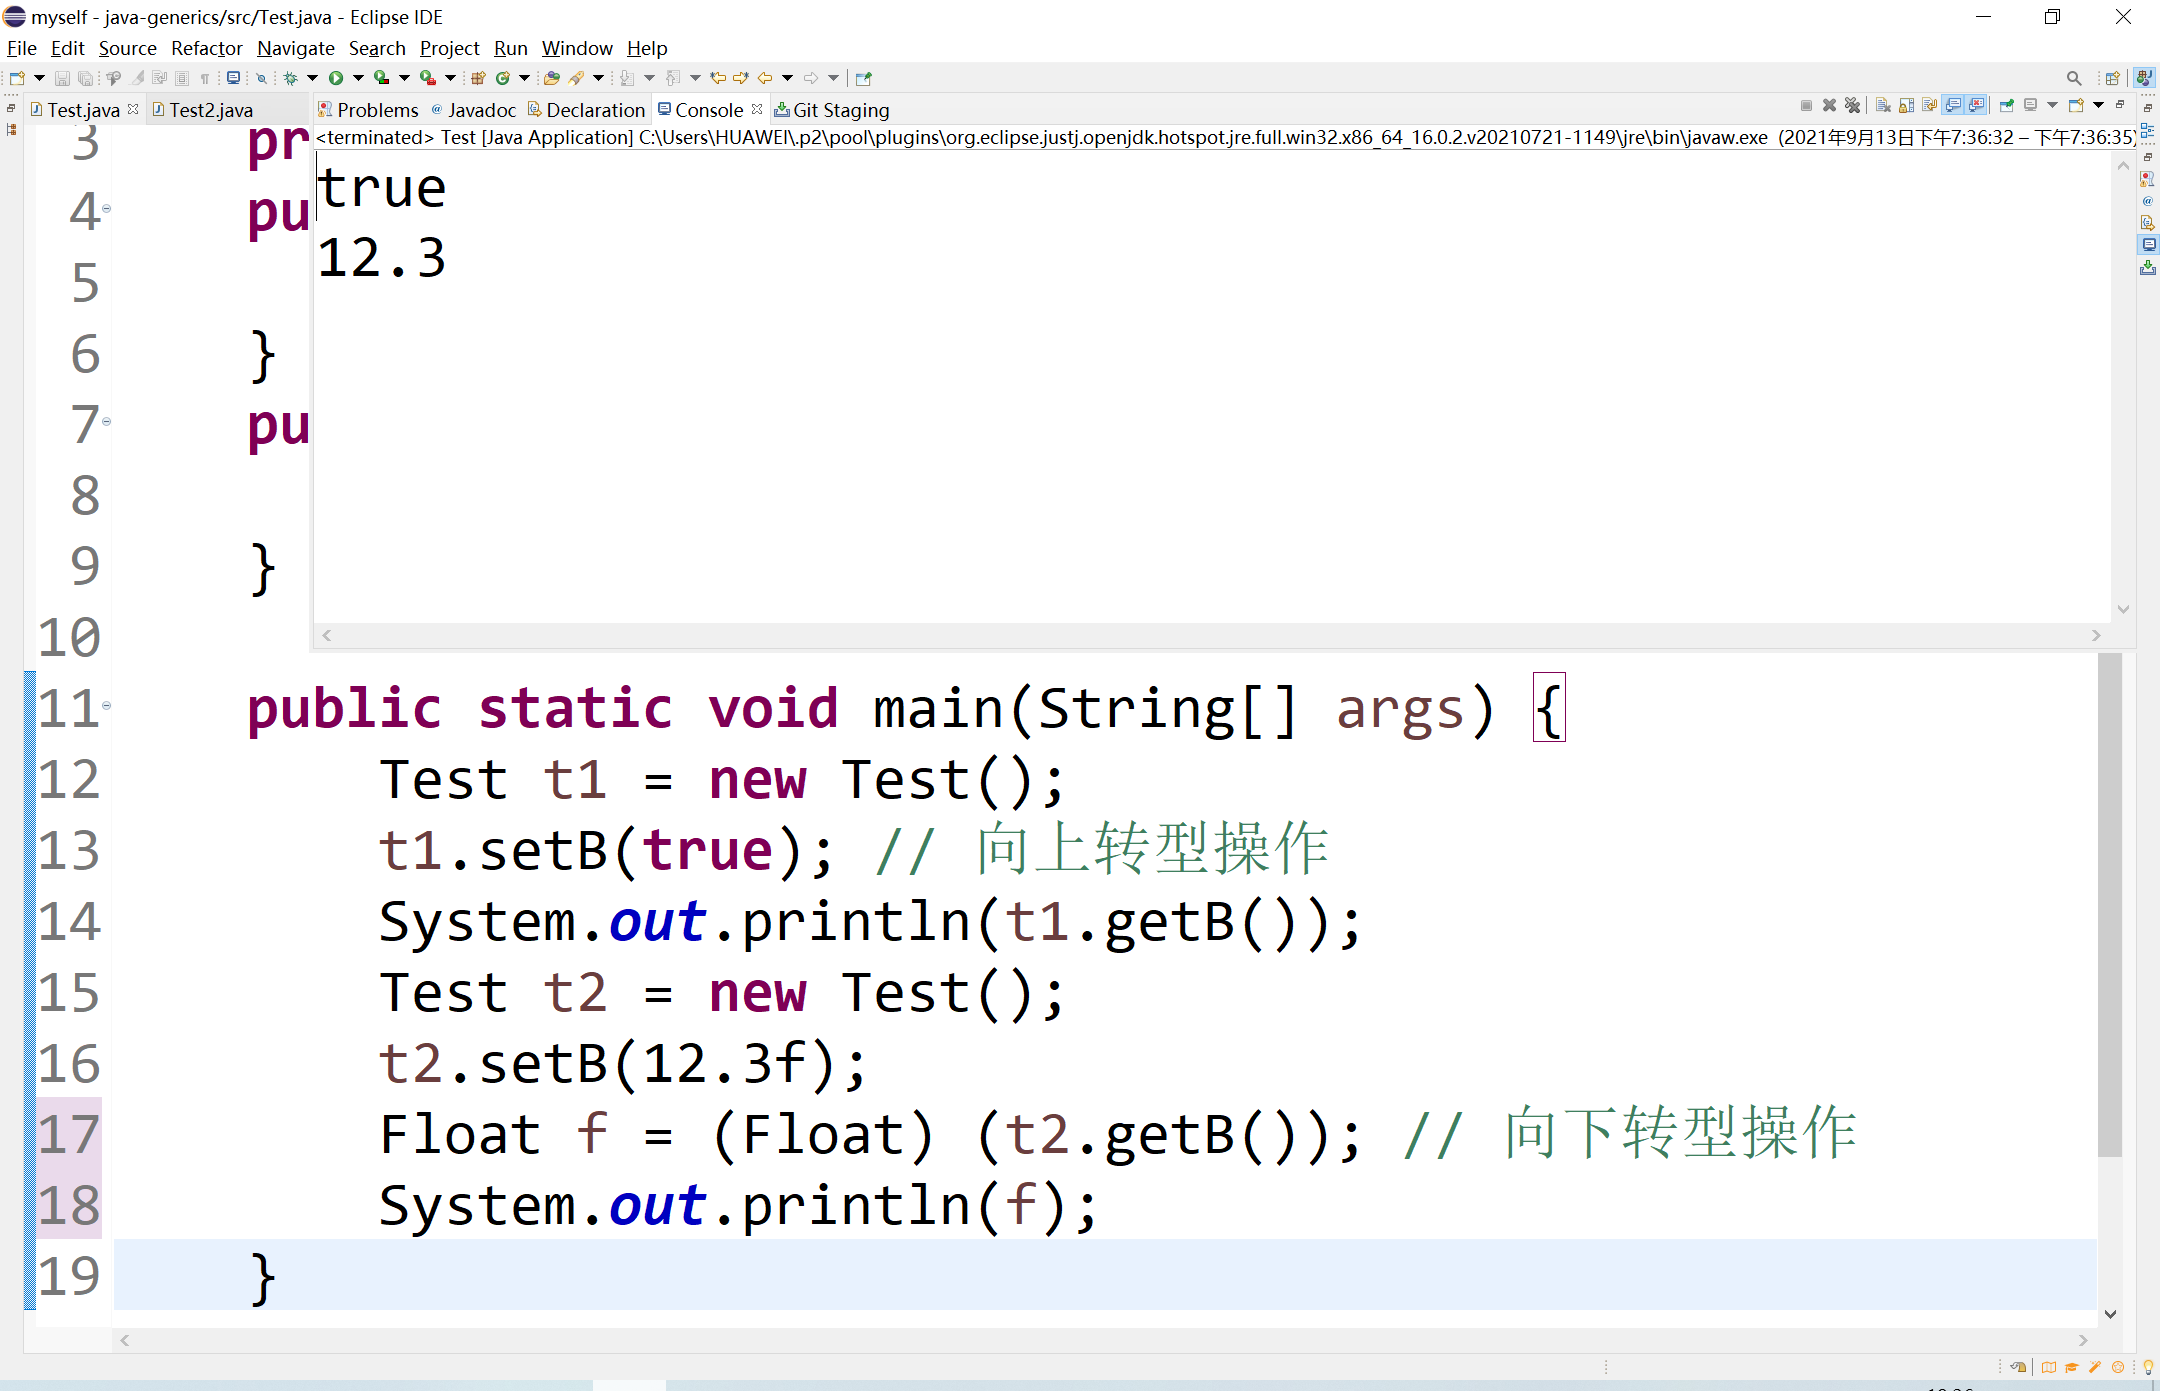 myself - java-generics/src/Test.java - Eclipse IDE
File Edit Source Refactor Navigate Search Project Run Window Help
Test.java Test2.java Problems Javadoc Declaration Console Git Staging
<terminated> Test [Java Application] C:\Users\HUAWEI\.p2\pool\plugins\org.eclipse.justj.openjdk.hotspot.jre.full.win32.x86_64_16.0.2.v20210721-1149\jre\bin\javaw.exe (2021年9月13日下午7:36:32 – 下午7:36:35)
true
12.3
3 pr
4 pu
5
6 }
7 pu
8
9 }
10
11 public static void main(String[] args) {
12 Test t1 = new Test();
13 t1.setB(true); // 向上转型操作
14 System.out.println(t1.getB());
15 Test t2 = new Test();
16 t2.setB(12.3f);
17 Float f = (Float) (t2.getB()); // 向下转型操作
18 System.out.println(f);
19 }